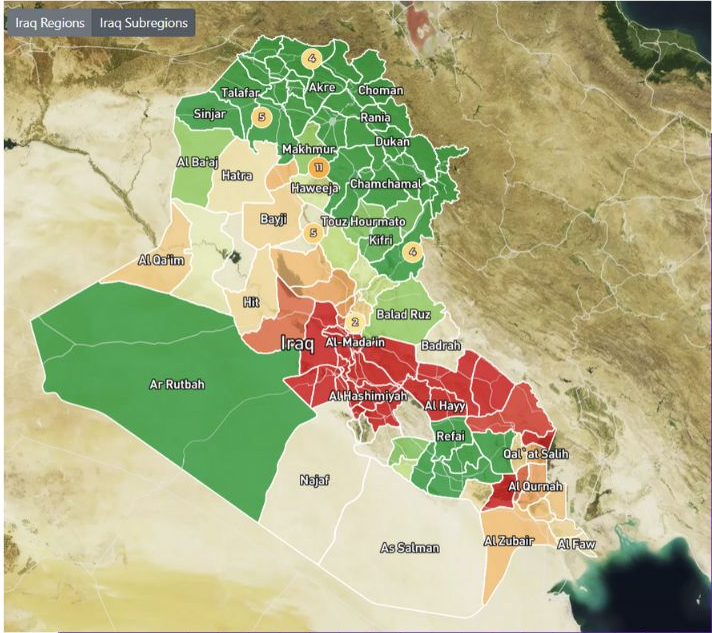 Iraq Regions
Iraq Subregions
4
Akre
Choman
Talafar
5
Sinjar
Rania
Dukan
Makhmur
Al Ba'aj
11
Hatra
Haweeja
Chamchamal
Bayji
Touz Hourmato
5
Kifri
4
Al Qa'im
Hit
Balad Ruz
2
Iraq
Al-Mada'in
Badrah
Ar Rutbah
Al Hashimiyah
Al Hayy
Refai
Qal`at Salih
Najaf
Al Qurnah
As Salman
Al Zubair
Al Faw